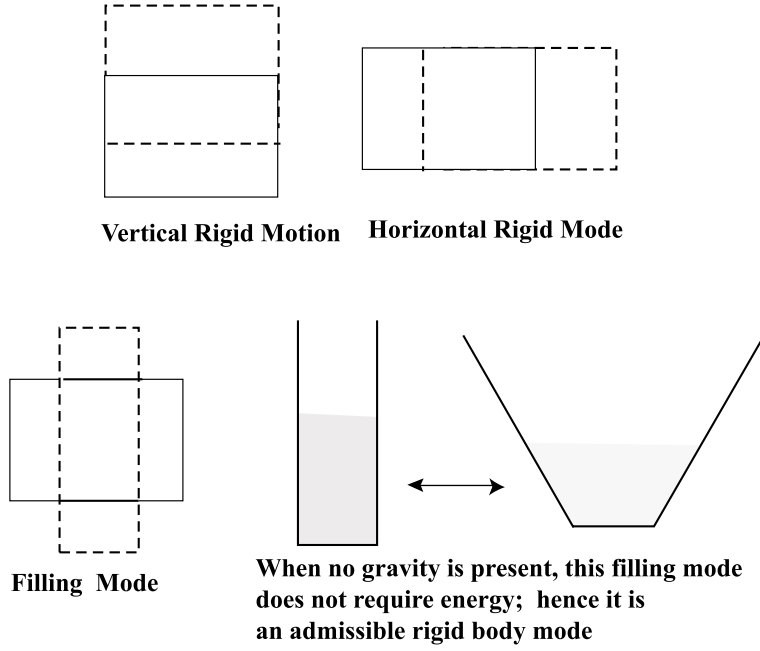 Vertical Rigid Motion
Horizontal Rigid Mode
Filling Mode
When no gravity is present, this filling mode
does not require energy; hence it is
an admissible rigid body mode